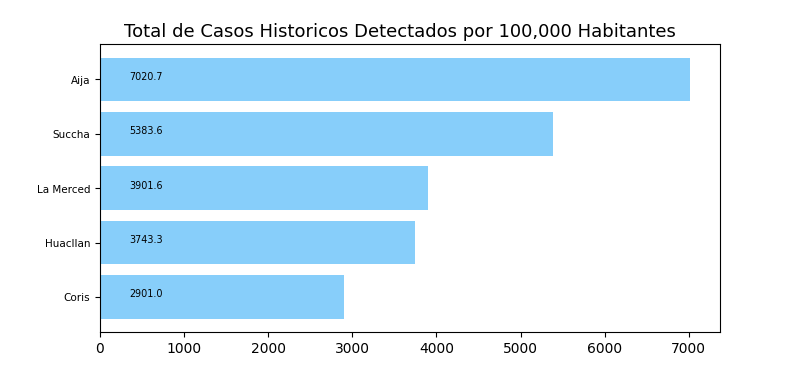 Total de Casos Historicos Detectados por 100,000 Habitantes
Aija 7020.7
Succha 5383.6
La Merced 3901.6
Huacllan 3743.3
Coris 2901.0
0 1000 2000 3000 4000 5000 6000 7000